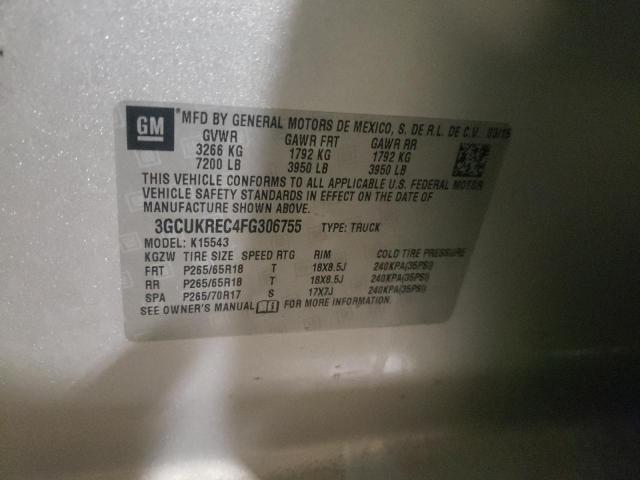 GM
*MFD BY GENERAL MOTORS DE MEXICO, S. DE R.L. DE C.V. 03/15
GVWR GAWR FRT GAWR RR
3266 KG 1792 KG 1792 KG
7200 LB 3950 LB 3950 LB
THIS VEHICLE CONFORMS TO ALL APPLICABLE U.S. FEDERAL MOTOR
VEHICLE SAFETY STANDARDS IN EFFECT ON THE DATE OF
MANUFACTURE SHOWN ABOVE.
3GCUKREC4FG306755 TYPE: TRUCK
MODEL: K15543
KGZW TIRE SIZE SPEED RTG RIM COLD TIRE PRESSURE
FRT P265/65R18 T 18X8.5J 240KPA(35PSI)
RR P265/65R18 T 18X8.5J 240KPA(35PSI)
SPA P265/70R17 S 17X7J 240KPA(35PSI)
SEE OWNER'S MANUAL FOR MORE INFORMATION.